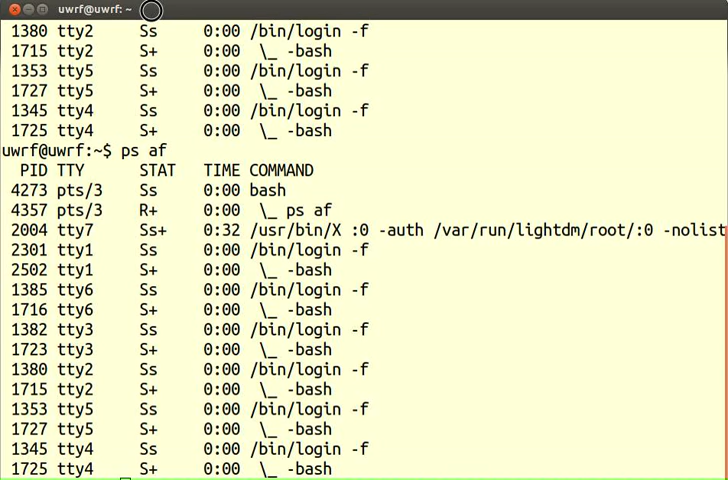 uwrf@uwrf: ~
1380 tty2 Ss 0:00 /bin/login -f
1715 tty2 S+ 0:00 \_ -bash
1353 tty5 Ss 0:00 /bin/login -f
1727 tty5 S+ 0:00 \_ -bash
1345 tty4 Ss 0:00 /bin/login -f
1725 tty4 S+ 0:00 \_ -bash
uwrf@uwrf:~$ ps af
PID TTY STAT TIME COMMAND
4273 pts/3 Ss 0:00 bash
4357 pts/3 R+ 0:00 \_ ps af
2004 tty7 Ss+ 0:32 /usr/bin/X :0 -auth /var/run/lightdm/root/:0 -nolist
2301 tty1 Ss 0:00 /bin/login -f
2502 tty1 S+ 0:00 \_ -bash
1385 tty6 Ss 0:00 /bin/login -f
1716 tty6 S+ 0:00 \_ -bash
1382 tty3 Ss 0:00 /bin/login -f
1723 tty3 S+ 0:00 \_ -bash
1380 tty2 Ss 0:00 /bin/login -f
1715 tty2 S+ 0:00 \_ -bash
1353 tty5 Ss 0:00 /bin/login -f
1727 tty5 S+ 0:00 \_ -bash
1345 tty4 Ss 0:00 /bin/login -f
1725 tty4 S+ 0:00 \_ -bash